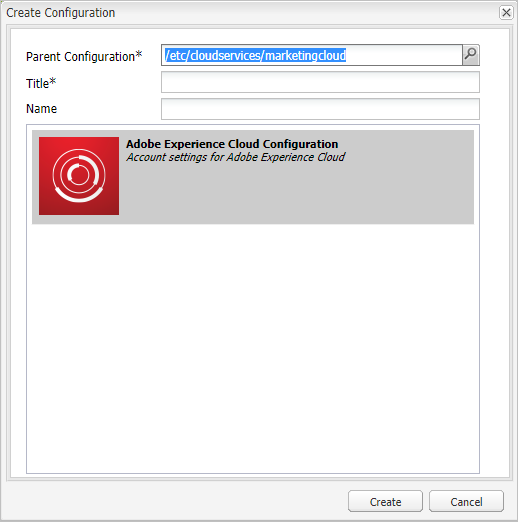 Create Configuration
Parent Configuration* /etc/cloudservices/marketingcloud
Title*
Name
Adobe Experience Cloud Configuration
Account settings for Adobe Experience Cloud
Create Cancel